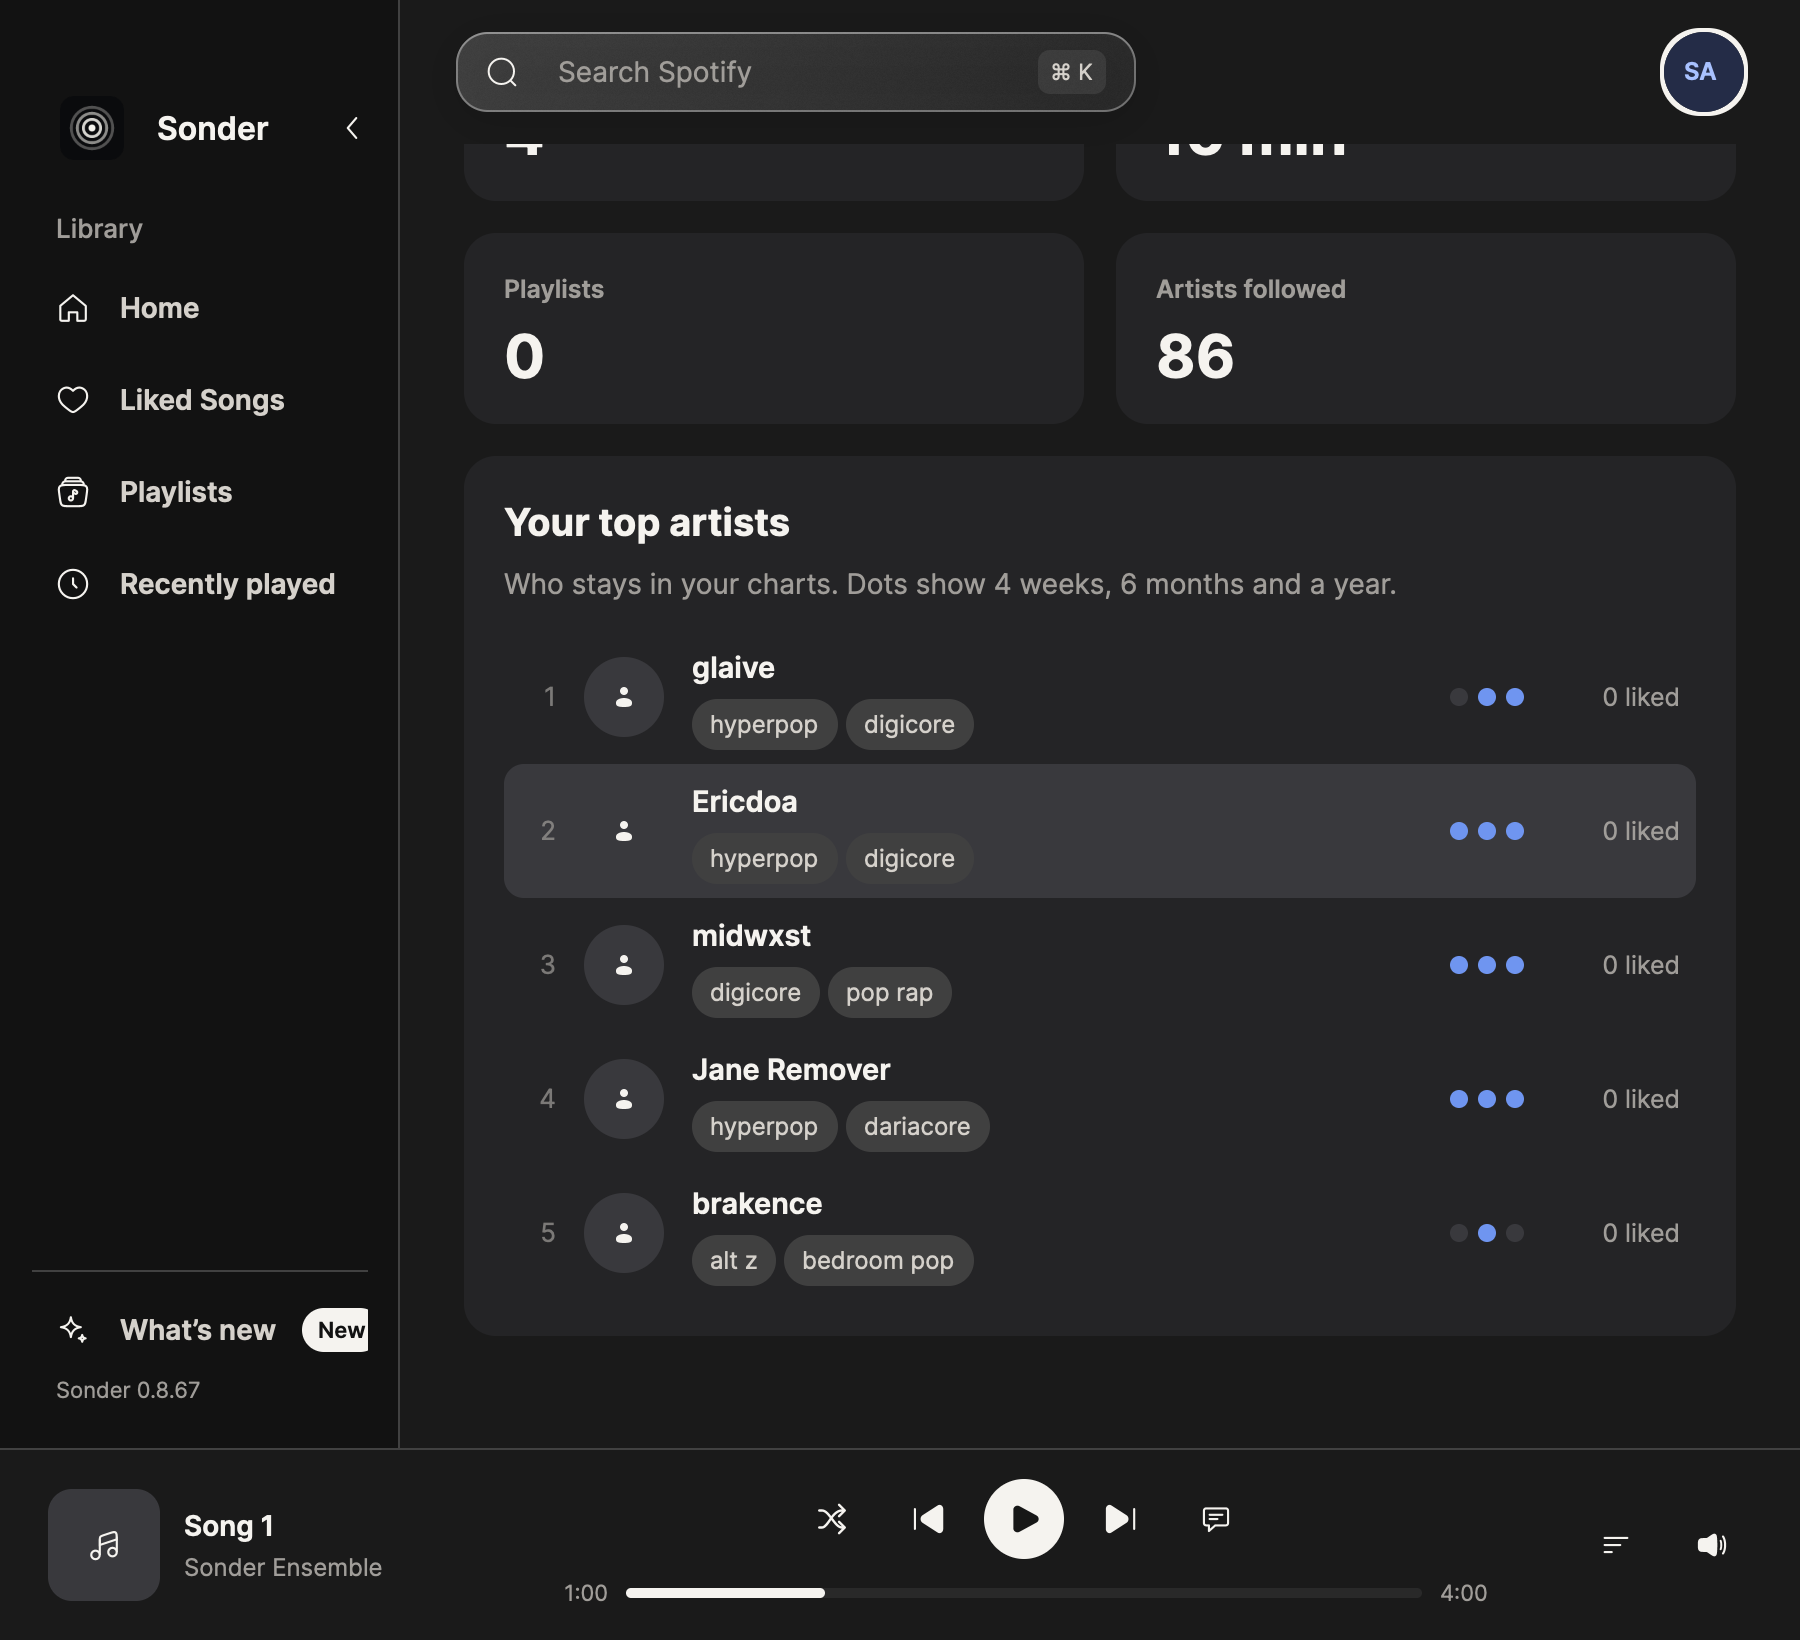 Search Spotify
⌘ K
SA
Sonder
Library
Home
Liked Songs
Playlists
Recently played
Playlists
0
Artists followed
86
Your top artists
Who stays in your charts. Dots show 4 weeks, 6 months and a year.
1
glaive
hyperpop digicore
0 liked
2
Ericdoa
hyperpop digicore
0 liked
3
midwxst
digicore pop rap
0 liked
4
Jane Remover
hyperpop dariacore
0 liked
5
brakence
alt z bedroom pop
0 liked
What’s new
New
Sonder 0.8.67
Song 1
Sonder Ensemble
1:00
4:00